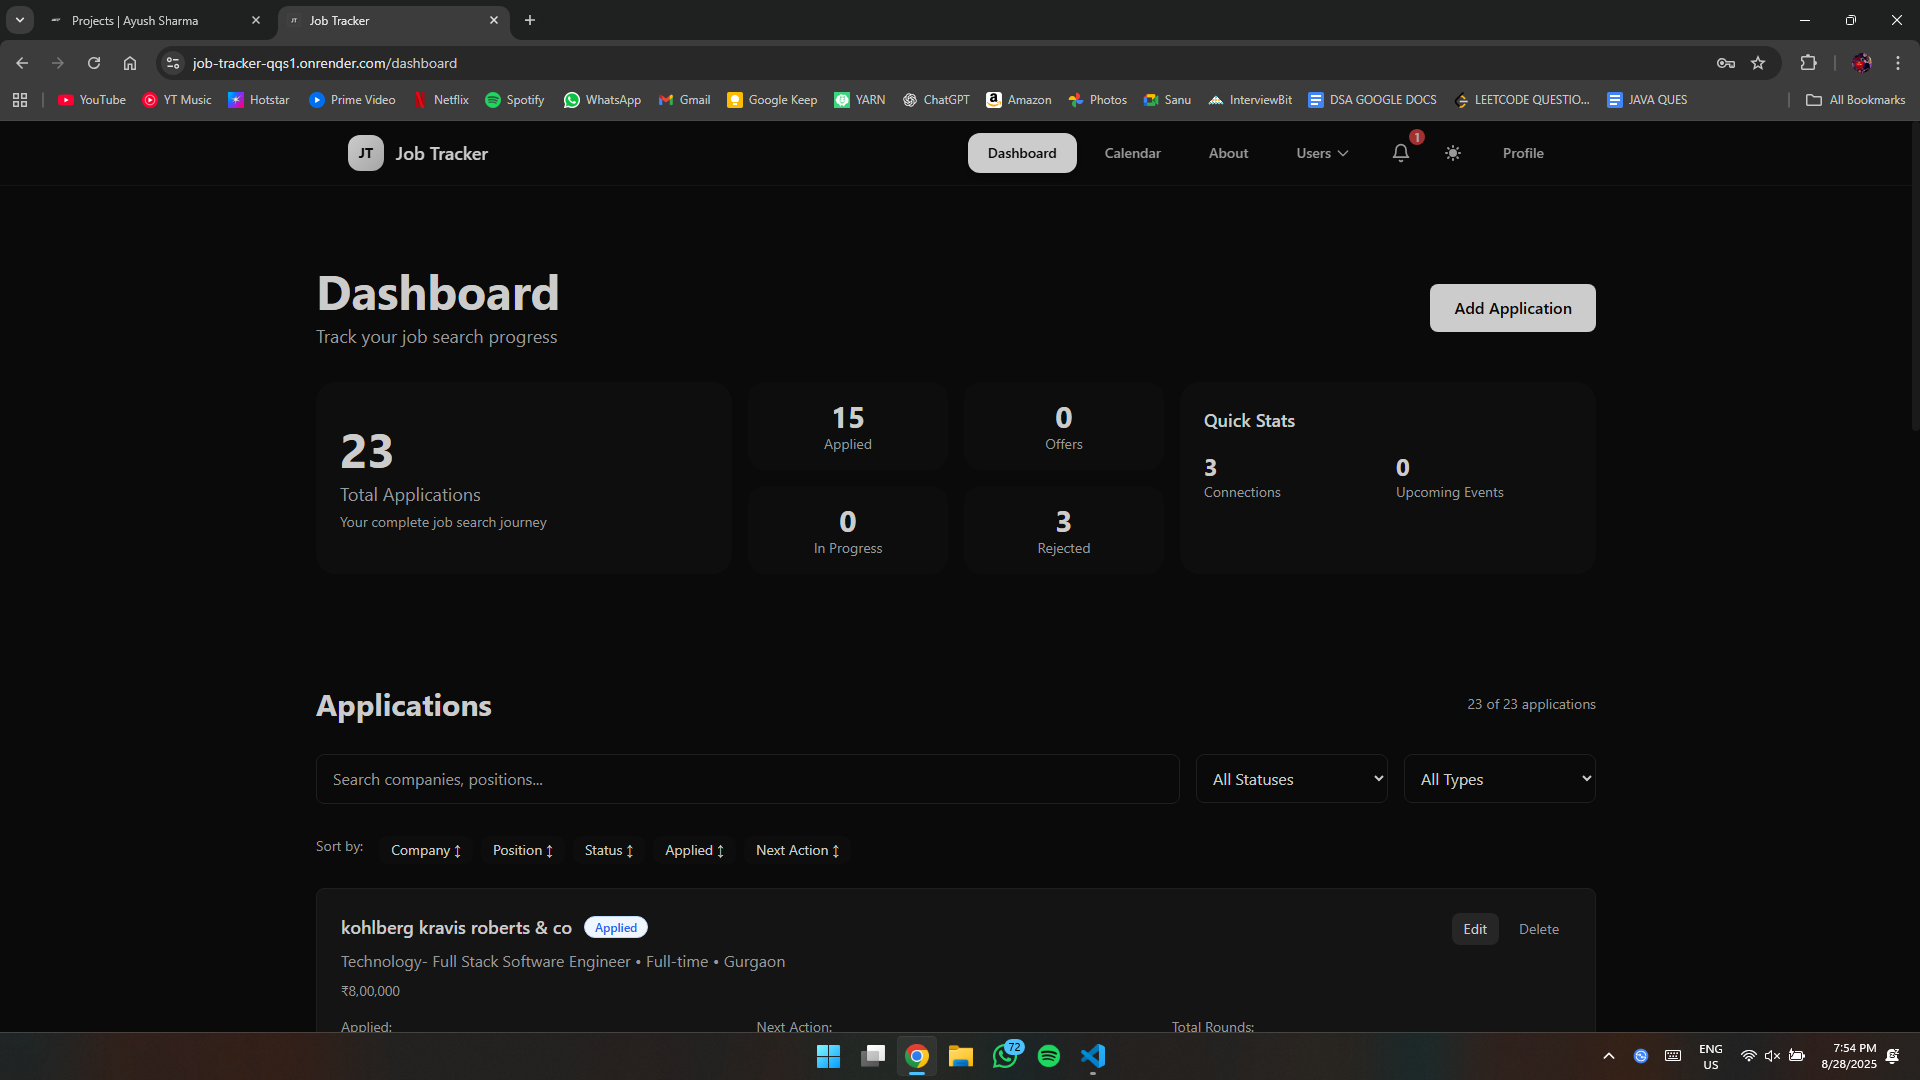 Projects | Ayush Sharma
JT Job Tracker
job-tracker-qqs1.onrender.com/dashboard
YouTube YT Music Hotstar Prime Video Netflix Spotify WhatsApp Gmail Google Keep YARN ChatGPT Amazon Photos Sanu InterviewBit DSA GOOGLE DOCS LEETCODE QUESTIO... JAVA QUES All Bookmarks
JT Job Tracker Dashboard Calendar About Users 1 Profile
Dashboard
Track your job search progress
Add Application
23
Total Applications
Your complete job search journey
15
Applied
0
Offers
0
In Progress
3
Rejected
Quick Stats
3
Connections
0
Upcoming Events
Applications
23 of 23 applications
Search companies, positions...
All Statuses
All Types
Sort by: Company ↕ Position ↕ Status ↕ Applied ↕ Next Action ↕
kohlberg kravis roberts & co Applied
Edit Delete
Technology- Full Stack Software Engineer • Full-time • Gurgaon
₹8,00,000
Applied: Next Action: Total Rounds:
72
ENG
US
7:54 PM
8/28/2025